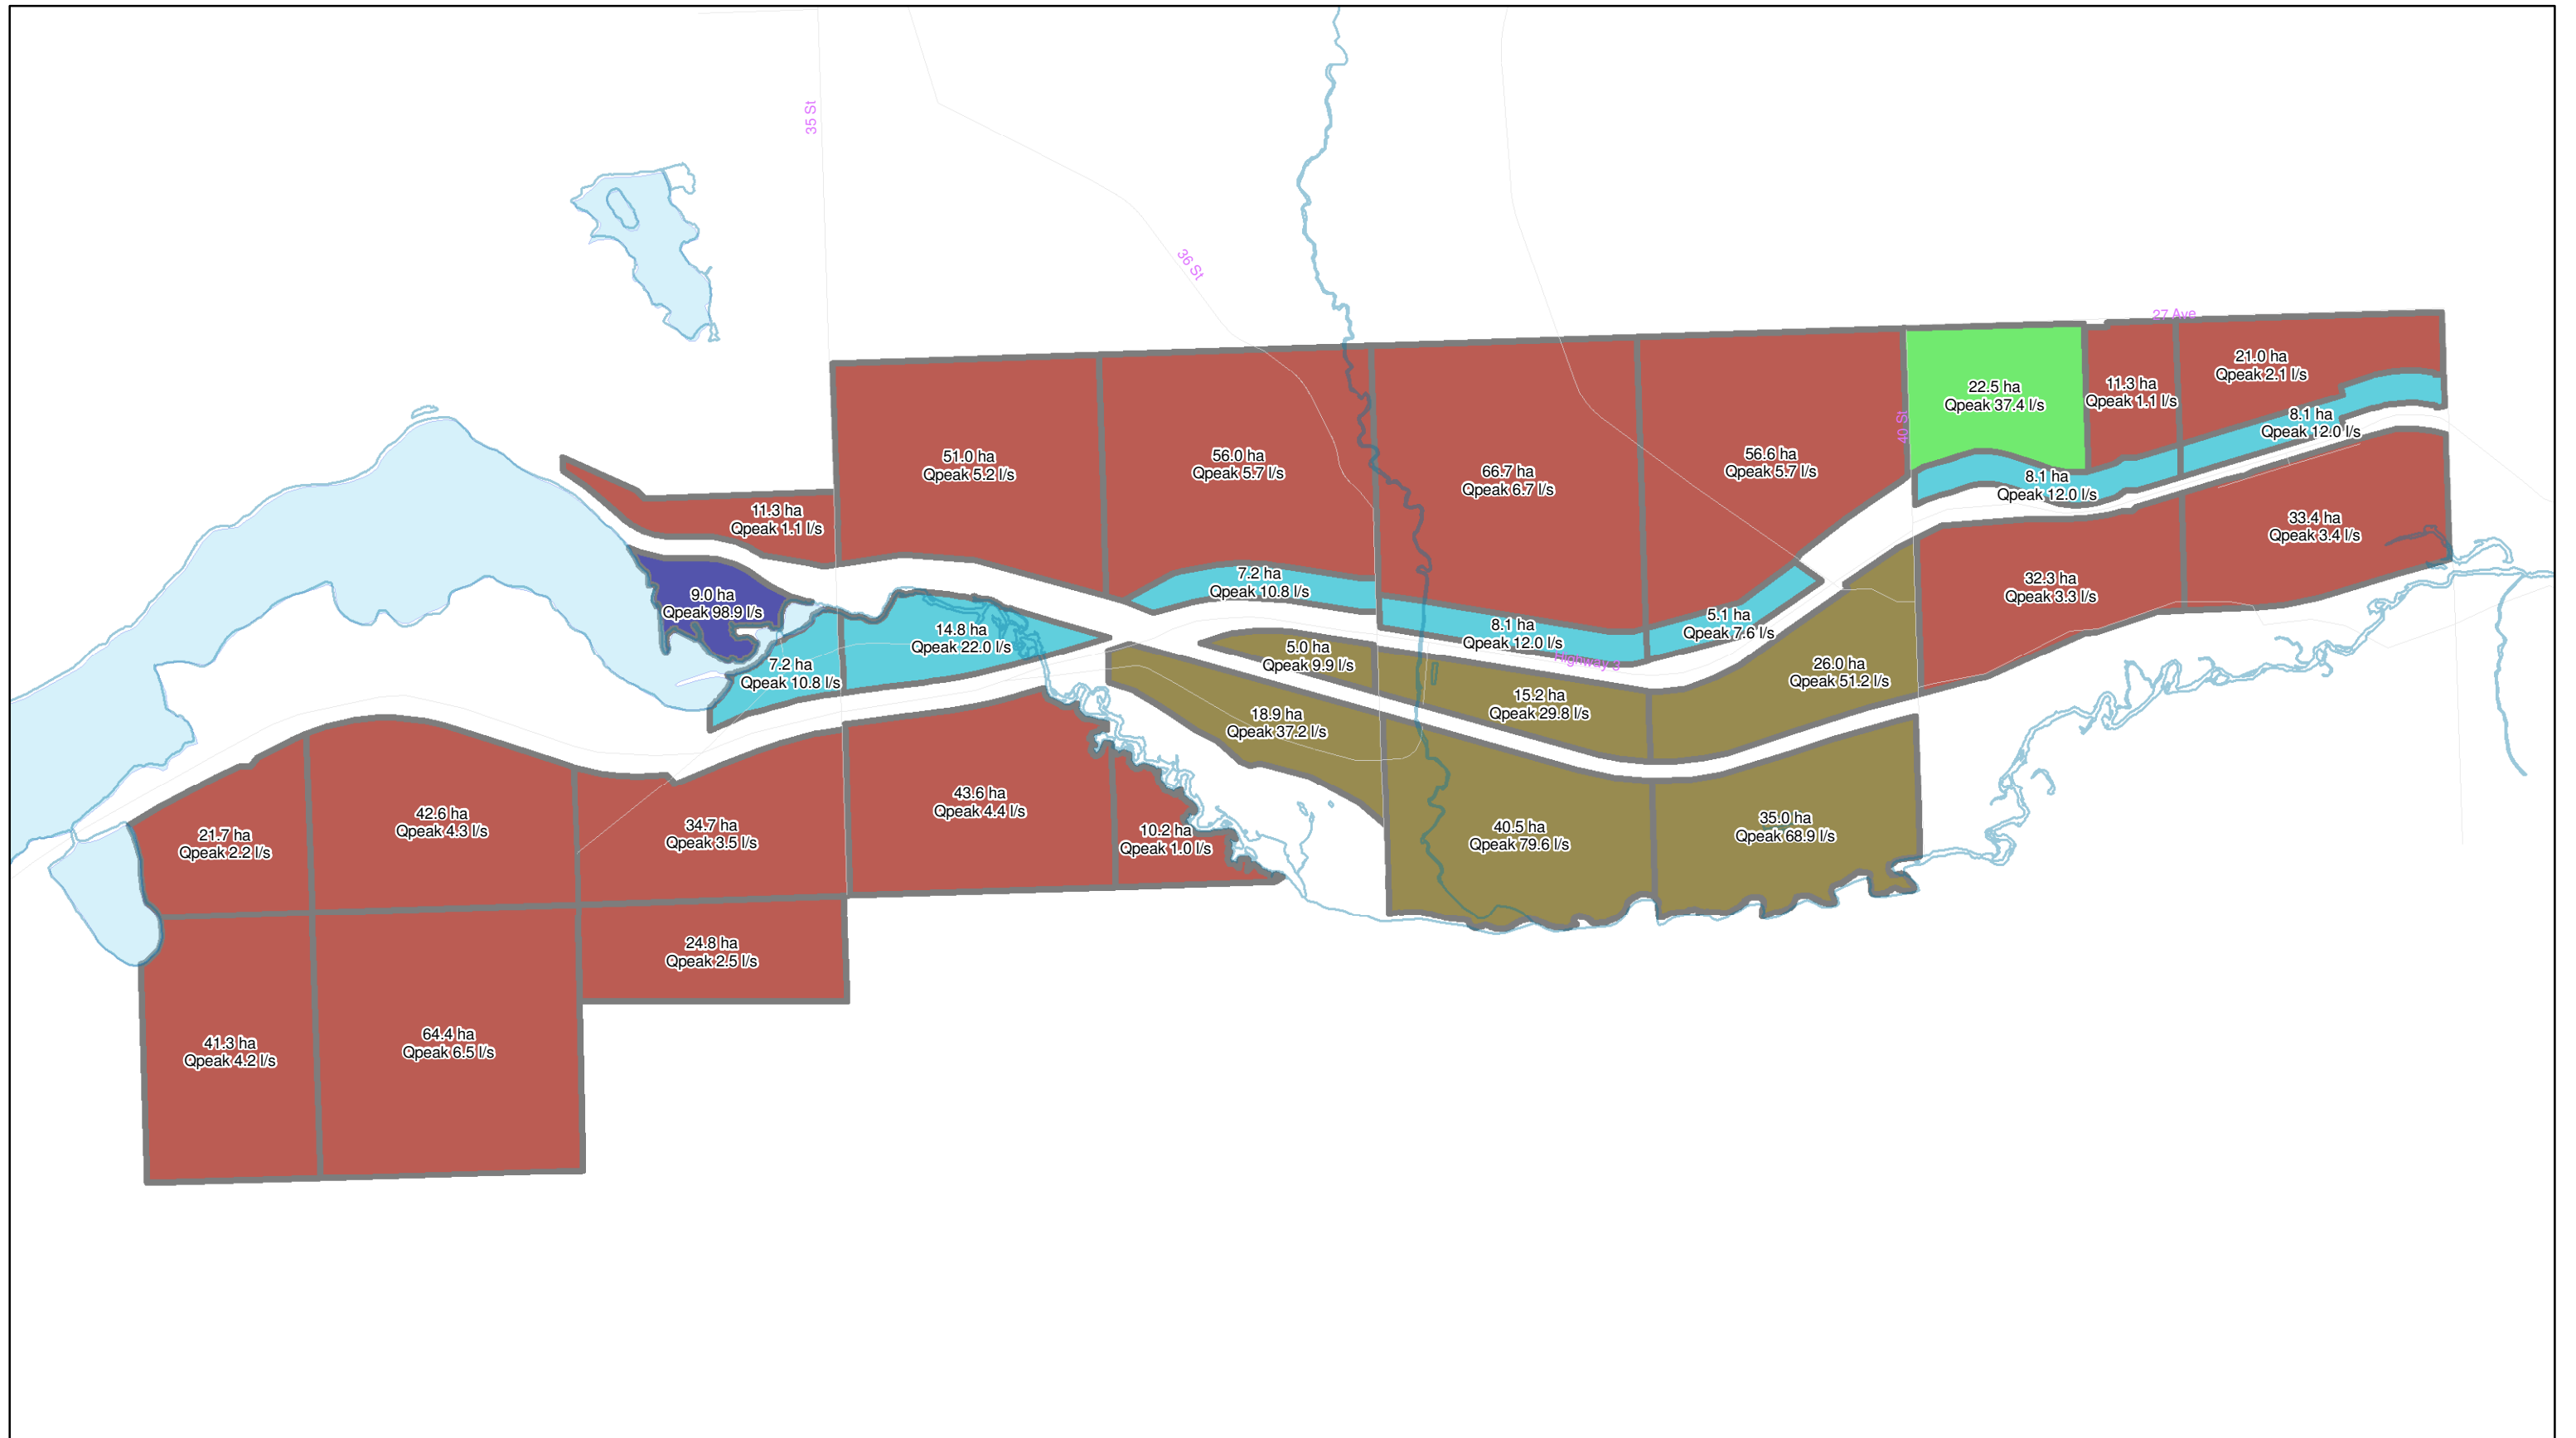 35 St
36 St
27 Ave
21.0 ha
Qpeak 2.1 l/s
11.3 ha
Qpeak 1.1 l/s
22.5 ha
Qpeak 37.4 l/s
40 St
8.1 ha
Qpeak 12.0 l/s
51.0 ha
Qpeak 5.2 l/s
56.0 ha
Qpeak 5.7 l/s
66.7 ha
Qpeak 6.7 l/s
56.6 ha
Qpeak 5.7 l/s
8.1 ha
Qpeak 12.0 l/s
11.3 ha
Qpeak 1.1 l/s
33.4 ha
Qpeak 3.4 l/s
9.0 ha
Qpeak 98.9 l/s
7.2 ha
Qpeak 10.8 l/s
32.3 ha
Qpeak 3.3 l/s
14.8 ha
Qpeak 22.0 l/s
8.1 ha
Qpeak 12.0 l/s
5.1 ha
Qpeak 7.6 l/s
7.2 ha
Qpeak 10.8 l/s
5.0 ha
Qpeak 9.9 l/s
Highway 3
26.0 ha
Qpeak 51.2 l/s
15.2 ha
Qpeak 29.8 l/s
18.9 ha
Qpeak 37.2 l/s
21.7 ha
Qpeak 2.2 l/s
42.6 ha
Qpeak 4.3 l/s
34.7 ha
Qpeak 3.5 l/s
43.6 ha
Qpeak 4.4 l/s
10.2 ha
Qpeak 1.0 l/s
40.5 ha
Qpeak 79.6 l/s
35.0 ha
Qpeak 68.9 l/s
24.8 ha
Qpeak 2.5 l/s
41.3 ha
Qpeak 4.2 l/s
64.4 ha
Qpeak 6.5 l/s